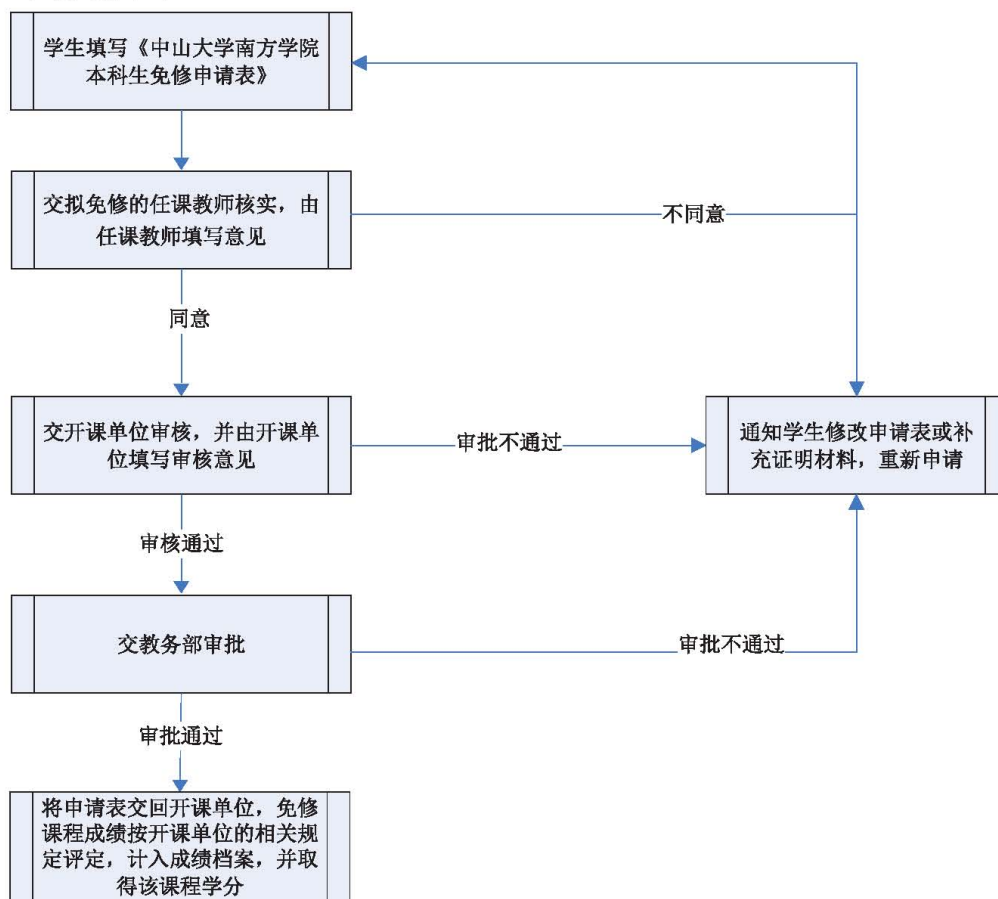 学生填写《中山大学南方学院
本科生免修申请表》
交拟免修的任课教师核实，由
任课教师填写意见
不同意
同意
交开课单位审核，并由开课单
位填写审核意见
审批不通过
通知学生修改申请表或补
充证明材料，重新申请
审核通过
交教务部审批
审批不通过
审批通过
将申请表交回开课单位，免修
课程成绩按开课单位的相关规
定评定，计入成绩档案，并取
得该课程学分